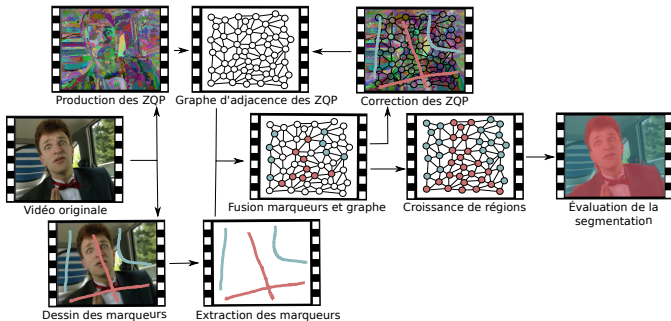 Production des ZQP
Graphe d'adjacence des ZQP
Correction des ZQP
Vidéo originale
Fusion marqueurs et graphe
Croissance de régions
Évaluation de la
segmentation
Dessin des marqueurs
Extraction des marqueurs